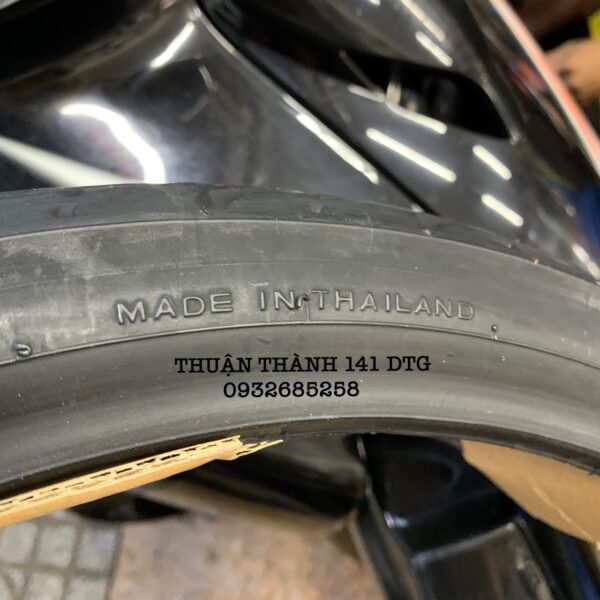 MADE IN THAILAND
THUẬN THÀNH 141 DTG
0932685258